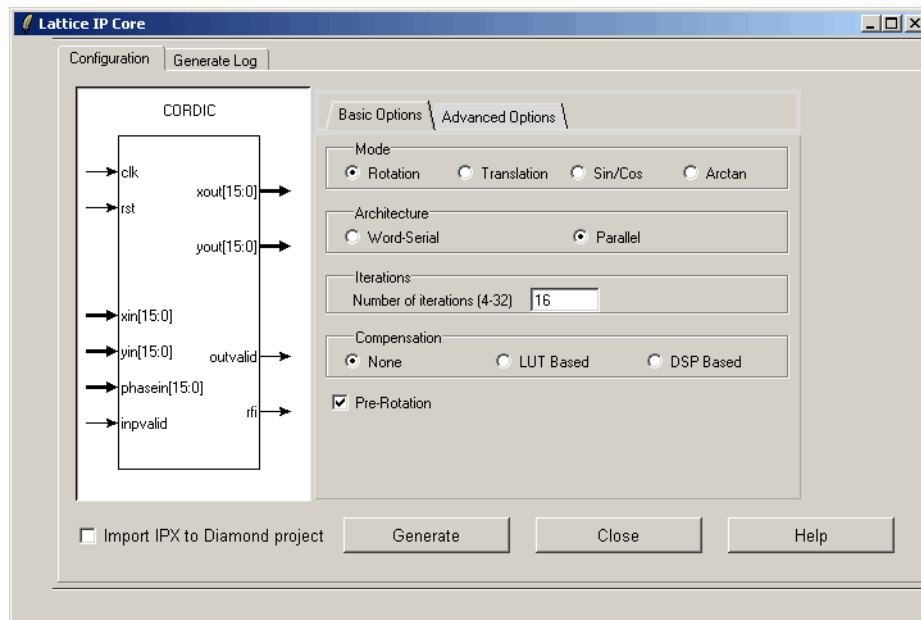 Lattice IP Core
Configuration
Generate Log
CORDIC
clk
rst
xout[15:0]
yout[15:0]
xin[15:0]
yin[15:0]
outvalid
phasein[15:0]
rfi
inpvalid
Basic Options
Advanced Options
Mode
Rotation Translation Sin/Cos Arctan
Architecture
Word-Serial Parallel
Iterations
Number of iterations (4-32) 16
Compensation
None LUT Based DSP Based
Pre-Rotation
Import IPX to Diamond project
Generate
Close
Help